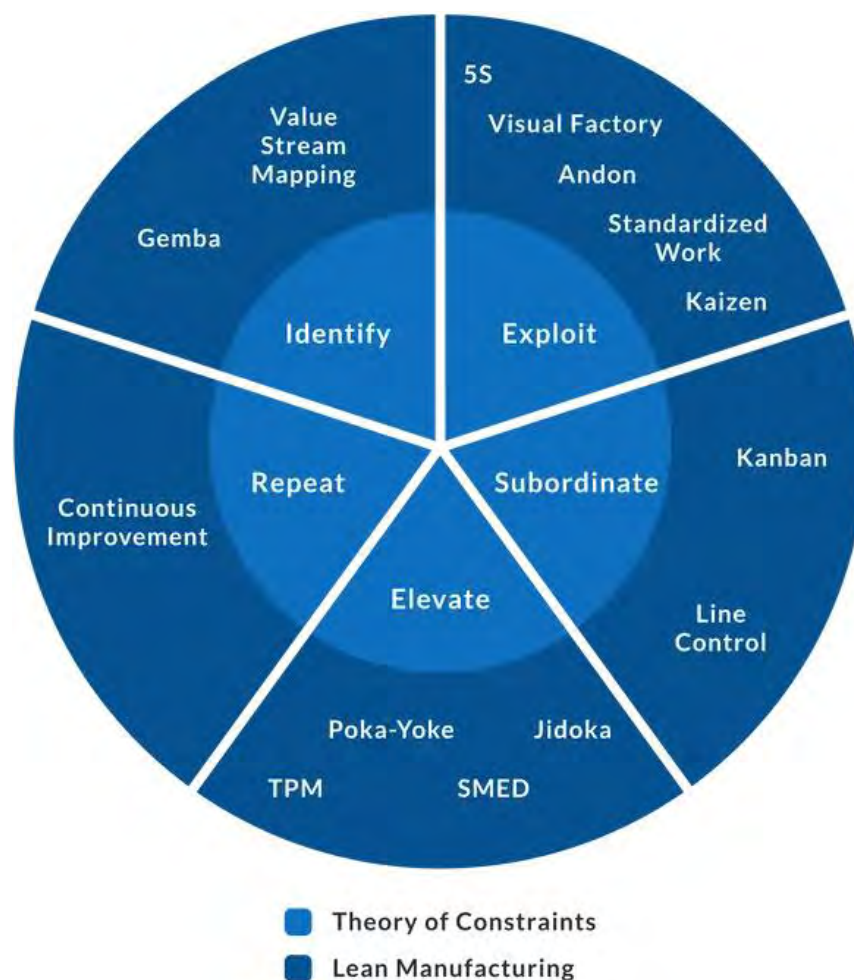 5S
Visual Factory
Andon
Standardized
Work
Kaizen
Value
Stream
Mapping
Gemba
Identify
Exploit
Repeat
Subordinate
Elevate
Kanban
Line
Control
Continuous
Improvement
Poka-Yoke
Jidoka
TPM
SMED
Theory of Constraints
Lean Manufacturing